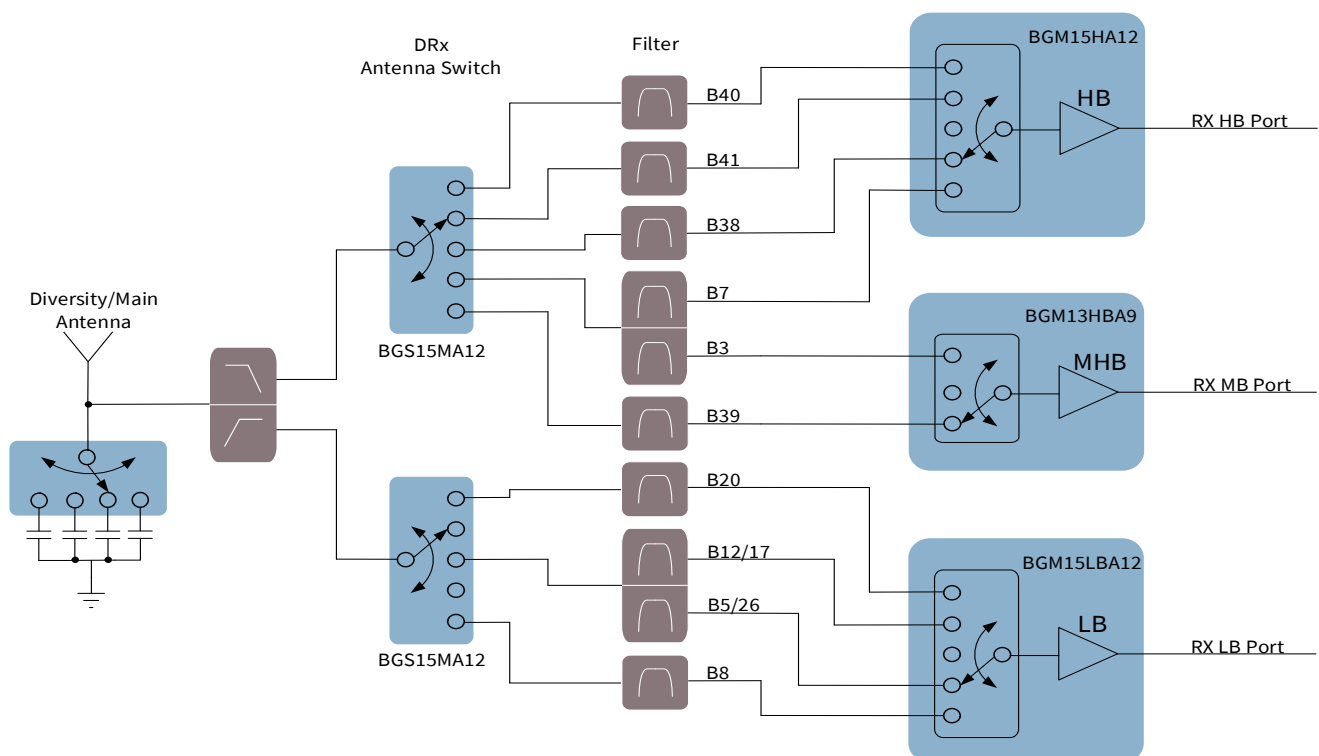 DRx
Antenna Switch
Filter
BGM15HA12
B40
HB
RX HB Port
B41
B38
Diversity/Main
Antenna
B7
BGM13HBA9
BGS15MA12
B3
MHB
RX MB Port
B39
B20
B12/17
BGM15LBA12
B5/26
LB
RX LB Port
BGS15MA12
B8